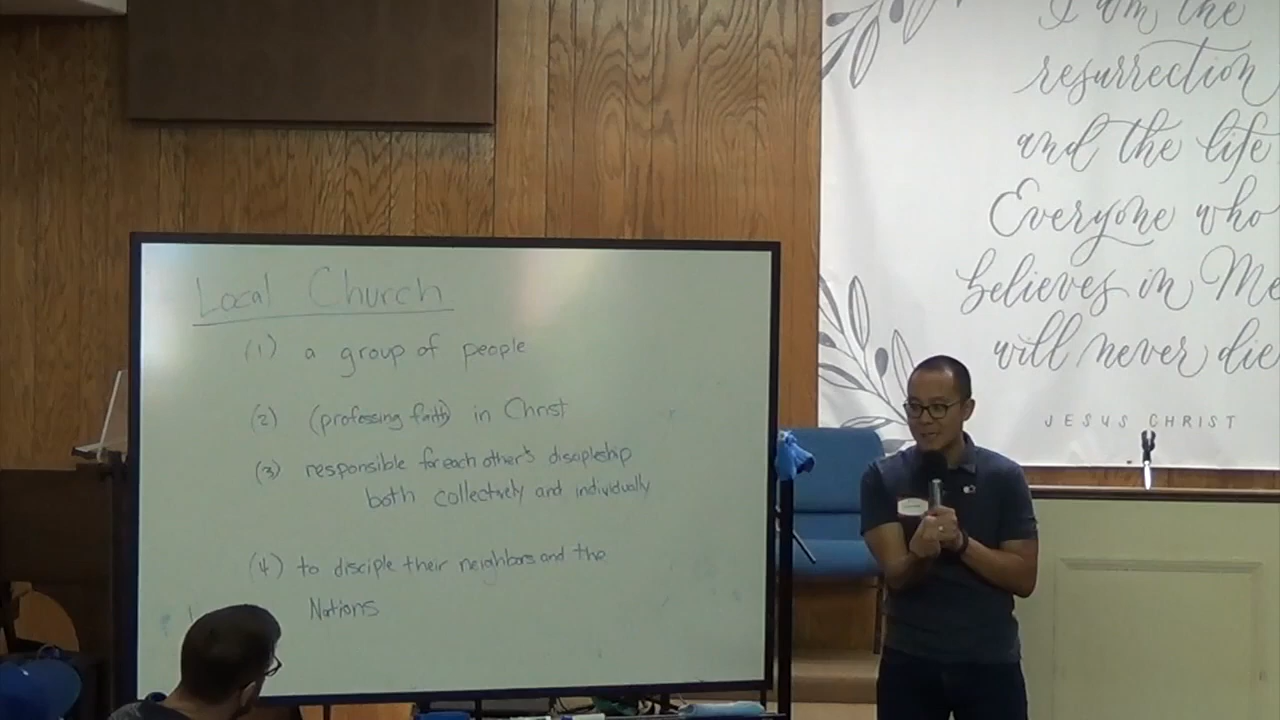 Local Church
(1) a group of people
(2) (professing faith) in Christ
(3) responsible for each other's discipleship
both collectively and individually
(4) to disciple their neighbors and the
Nations
I am the
resurrection
and the life
Everyone who
believes in Me
will never die
JESUS CHRIST